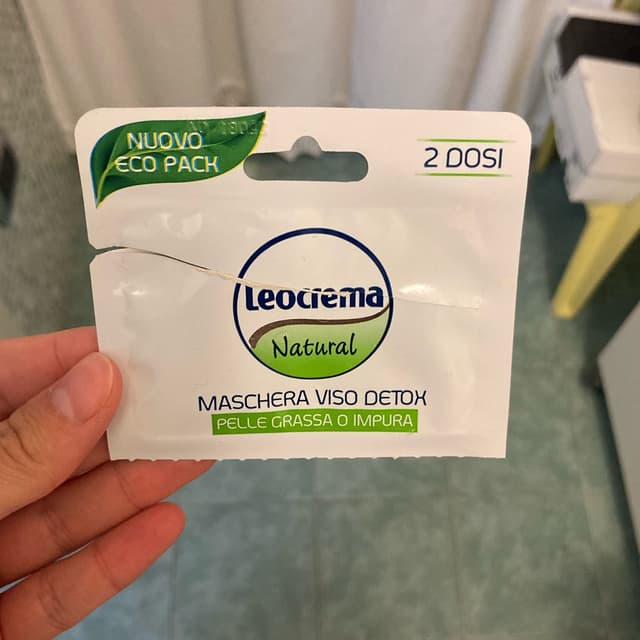 NUOVO
ECO PACK
2 DOSI
Leocrema
Natural
MASCHERA VISO DETOX
PELLE GRASSA O IMPURA